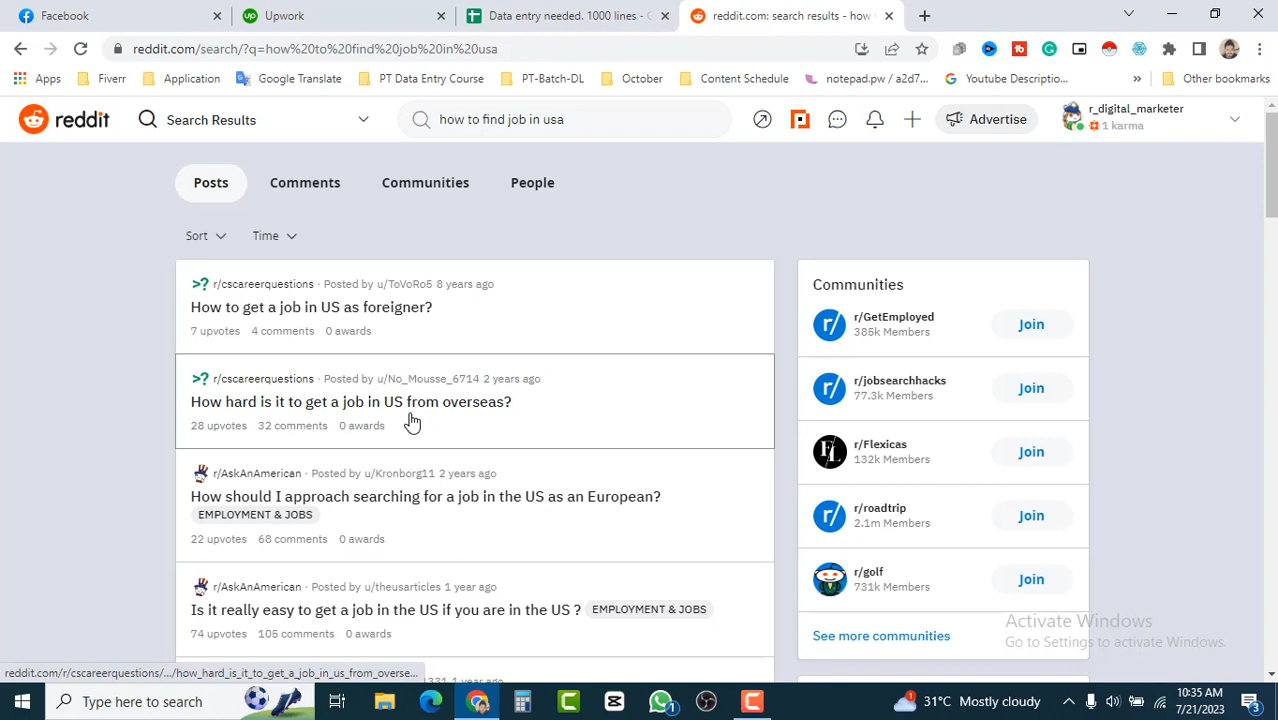 Facebook
Upwork
Data entry needed. 1000 lines - G
reddit.com: search results - how t
reddit.com/search/?q=how%20to%20find%20job%20in%20usa
Apps
Fiverr
Application
Google Translate
PT Data Entry Course
PT-Batch-DL
October
Content Schedule
notepad.pw / a2d7...
Youtube Descriptio...
Other bookmarks
reddit
Search Results
how to find job in usa
Advertise
r_digital_marketer
1 karma
Posts
Comments
Communities
People
Sort
Time
r/cscareerquestions · Posted by u/ToVoRo5 8 years ago
How to get a job in US as foreigner?
7 upvotes 4 comments 0 awards
r/cscareerquestions · Posted by u/No_Mousse_6714 2 years ago
How hard is it to get a job in US from overseas?
28 upvotes 32 comments 0 awards
r/AskAnAmerican · Posted by u/Kronborg11 2 years ago
How should I approach searching for a job in the US as an European?
EMPLOYMENT & JOBS
22 upvotes 68 comments 0 awards
r/AskAnAmerican · Posted by u/theusarticles 1 year ago
Is it really easy to get a job in the US if you are in the US ? EMPLOYMENT & JOBS
74 upvotes 105 comments 0 awards
Communities
r/GetEmployed
385k Members
Join
r/jobsearchhacks
77.3k Members
Join
r/Flexicas
132k Members
Join
r/roadtrip
2.1m Members
Join
r/golf
731k Members
Join
See more communities
Activate Windows
Go to Settings to activate Windows.
reddit.com/r/cscareerquestions/.../how_hard_is_it_to_get_a_job_in_us_from_overse...
Type here to search
31°C Mostly cloudy
10:35 AM
7/21/2023